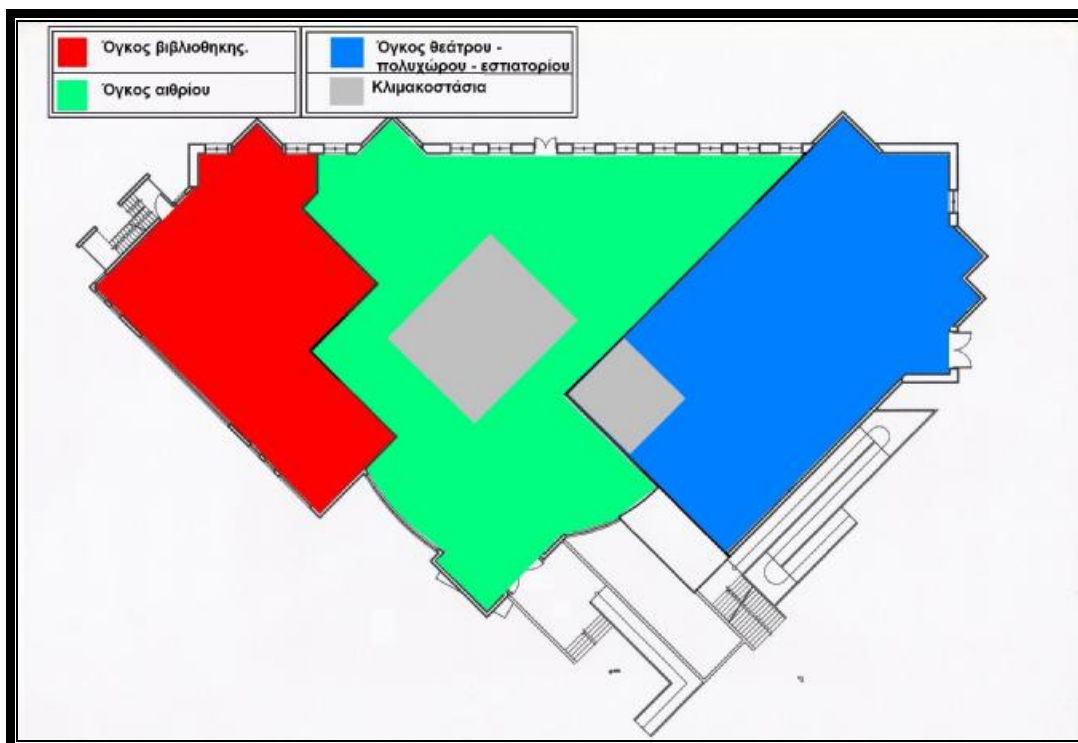 Όγκος βιβλιοθηκης.
Όγκος αιθρίου
Όγκος θεάτρου -
πολυχώρου - εστιατορίου
Κλιμακοστάσια